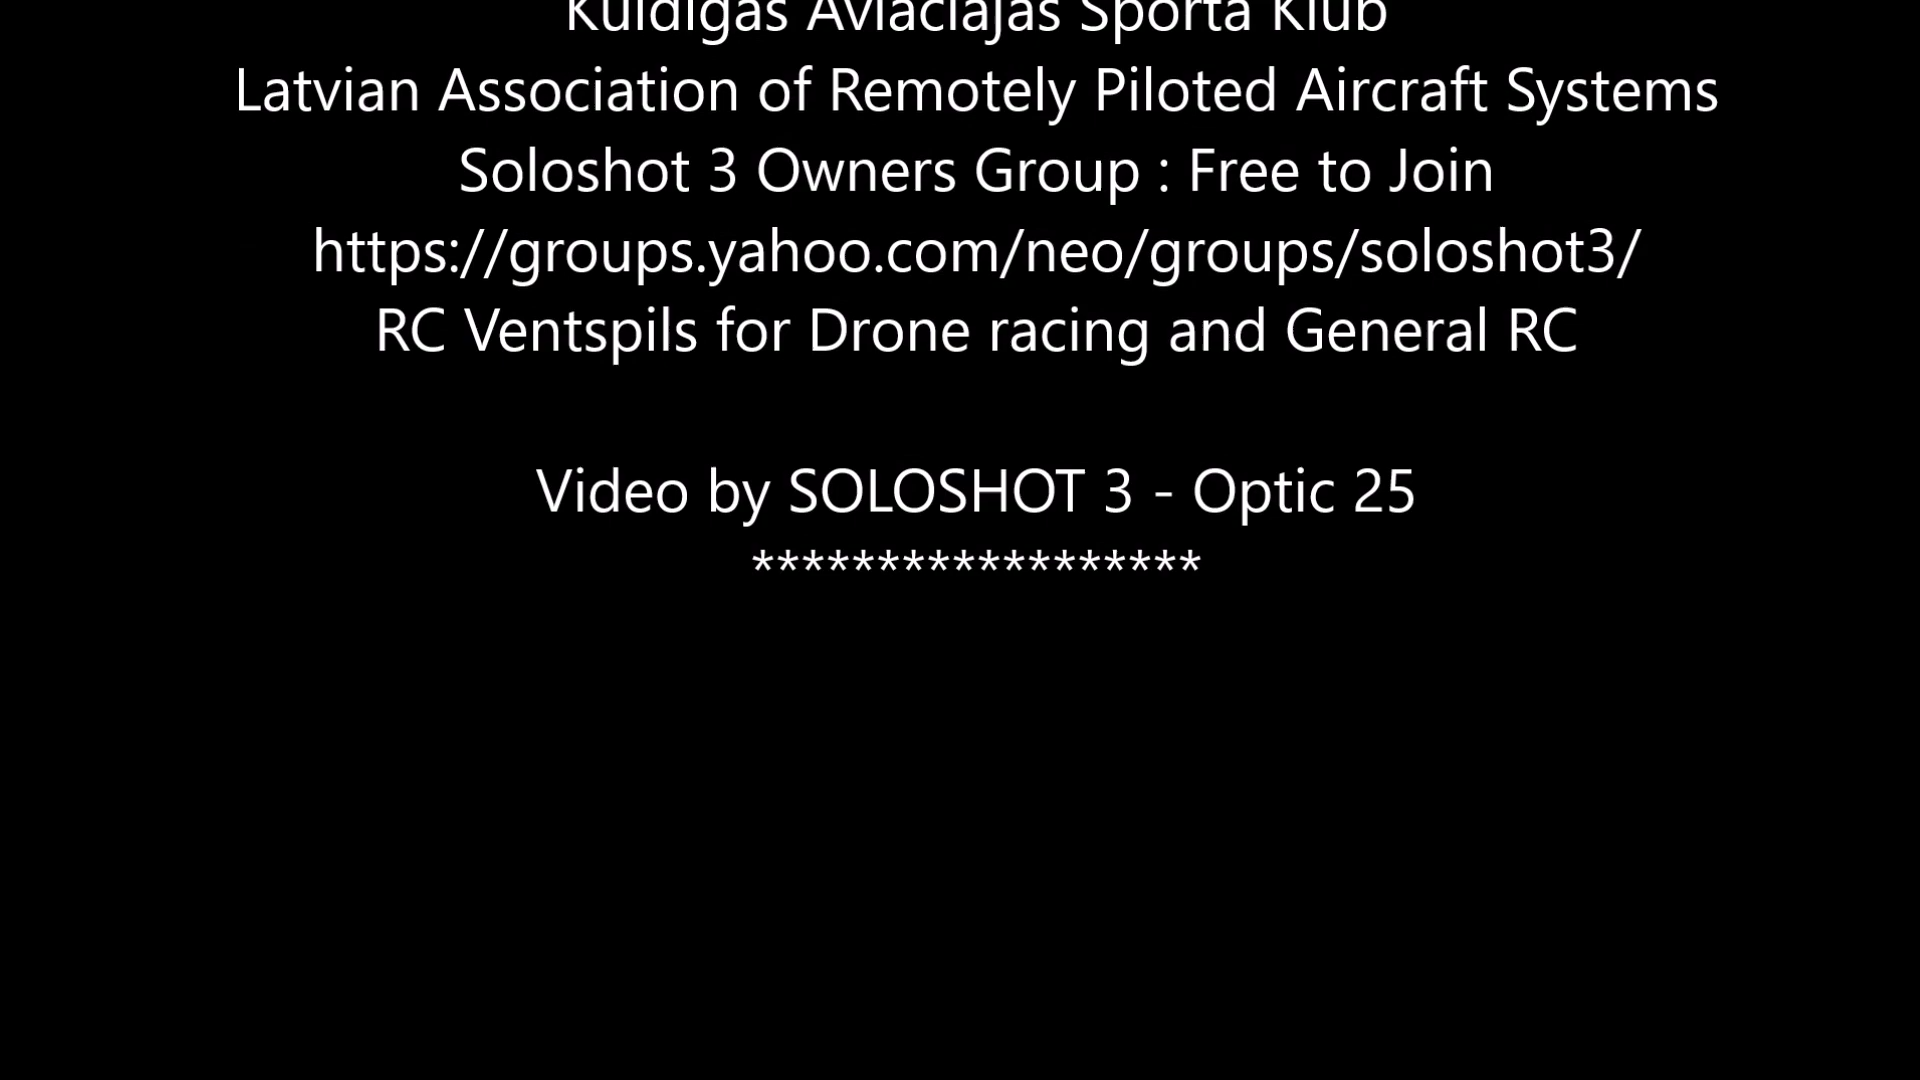 Kuldigas AviacIajas Sporta Klub
Latvian Association of Remotely Piloted Aircraft Systems
Soloshot 3 Owners Group : Free to Join
https://groups.yahoo.com/neo/groups/soloshot3/
RC Ventspils for Drone racing and General RC
Video by SOLOSHOT 3 - Optic 25
******************